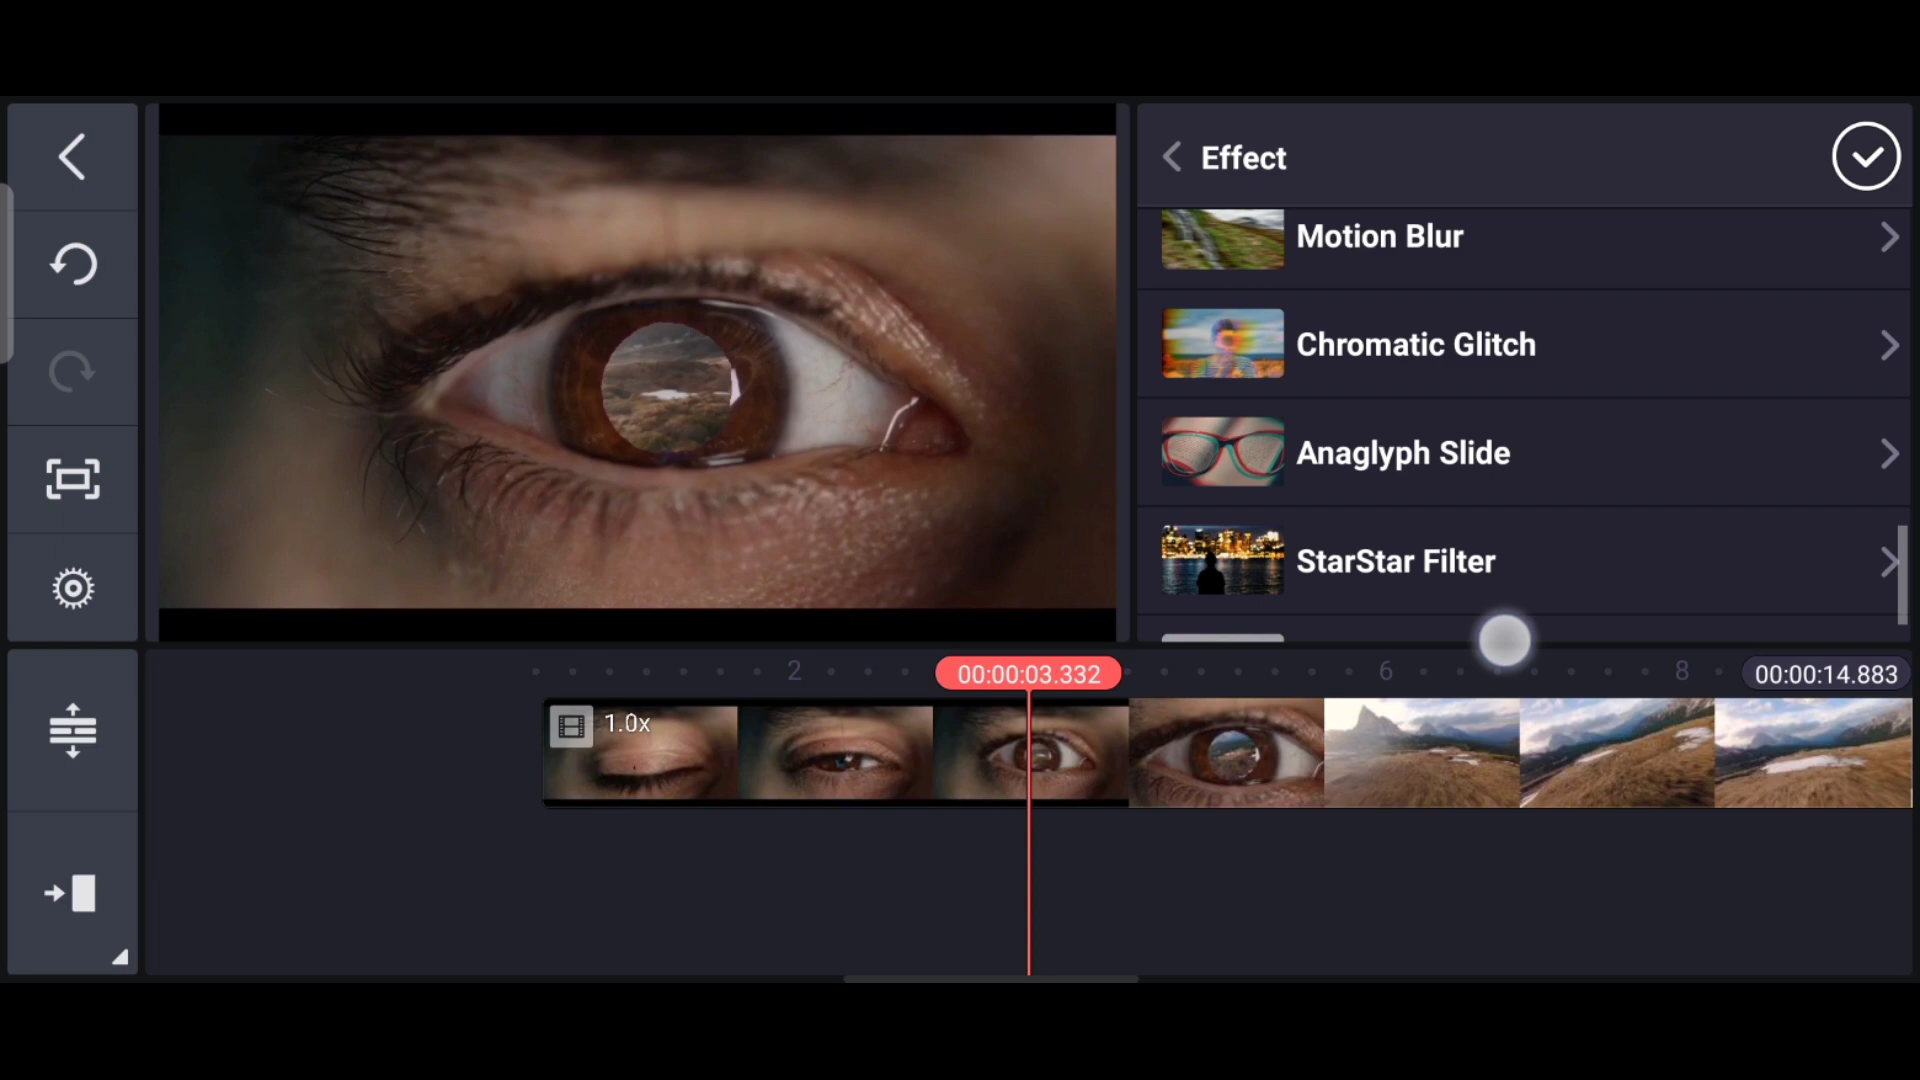 Effect
Motion Blur
Chromatic Glitch
Anaglyph Slide
StarStar Filter
2
00:00:03.332
6
8
00:00:14.883
1.0x